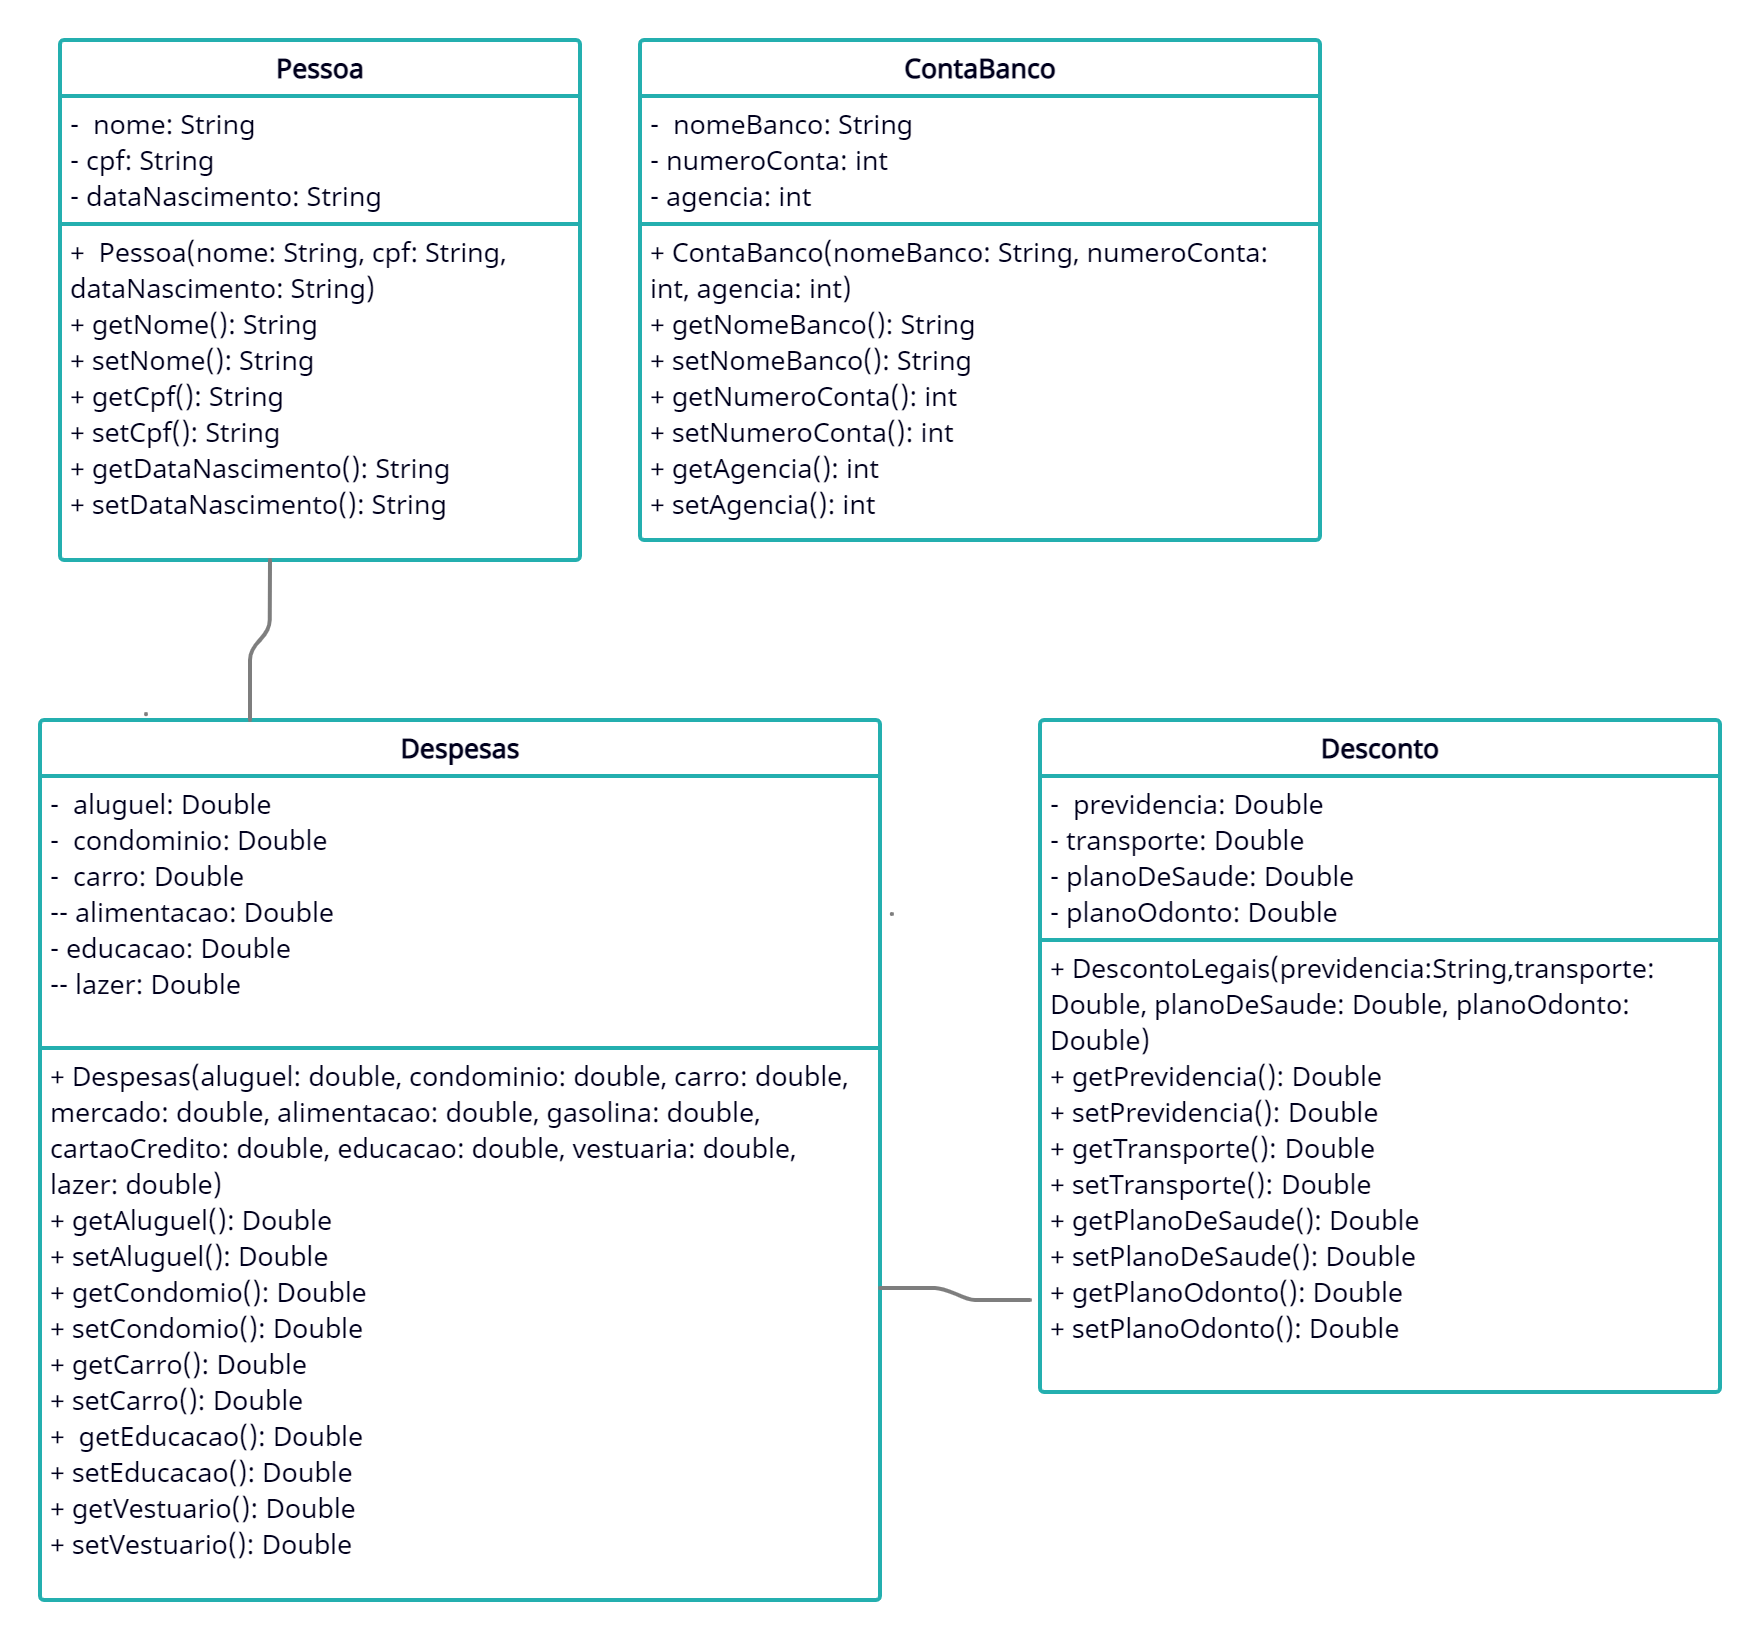 Pessoa
-  nome: String
- cpf: String
- dataNascimento: String
+  Pessoa(nome: String, cpf: String,
dataNascimento: String)
+ getNome(): String
+ setNome(): String
+ getCpf(): String
+ setCpf(): String
+ getDataNascimento(): String
+ setDataNascimento(): String
ContaBanco
-  nomeBanco: String
- numeroConta: int
- agencia: int
+ ContaBanco(nomeBanco: String, numeroConta:
int, agencia: int)
+ getNomeBanco(): String
+ setNomeBanco(): String
+ getNumeroConta(): int
+ setNumeroConta(): int
+ getAgencia(): int
+ setAgencia(): int
Despesas
-  aluguel: Double
-  condominio: Double
-  carro: Double
-- alimentacao: Double
- educacao: Double
-- lazer: Double
+ Despesas(aluguel: double, condominio: double, carro: double,
mercado: double, alimentacao: double, gasolina: double,
cartaoCredito: double, educacao: double, vestuaria: double,
lazer: double)
+ getAluguel(): Double
+ setAluguel(): Double
+ getCondomio(): Double
+ setCondomio(): Double
+ getCarro(): Double
+ setCarro(): Double
+  getEducacao(): Double
+ setEducacao(): Double
+ getVestuario(): Double
+ setVestuario(): Double
Desconto
-  previdencia: Double
- transporte: Double
- planoDeSaude: Double
- planoOdonto: Double
+ DescontoLegais(previdencia:String,transporte:
Double, planoDeSaude: Double, planoOdonto:
Double)
+ getPrevidencia(): Double
+ setPrevidencia(): Double
+ getTransporte(): Double
+ setTransporte(): Double
+ getPlanoDeSaude(): Double
+ setPlanoDeSaude(): Double
+ getPlanoOdonto(): Double
+ setPlanoOdonto(): Double